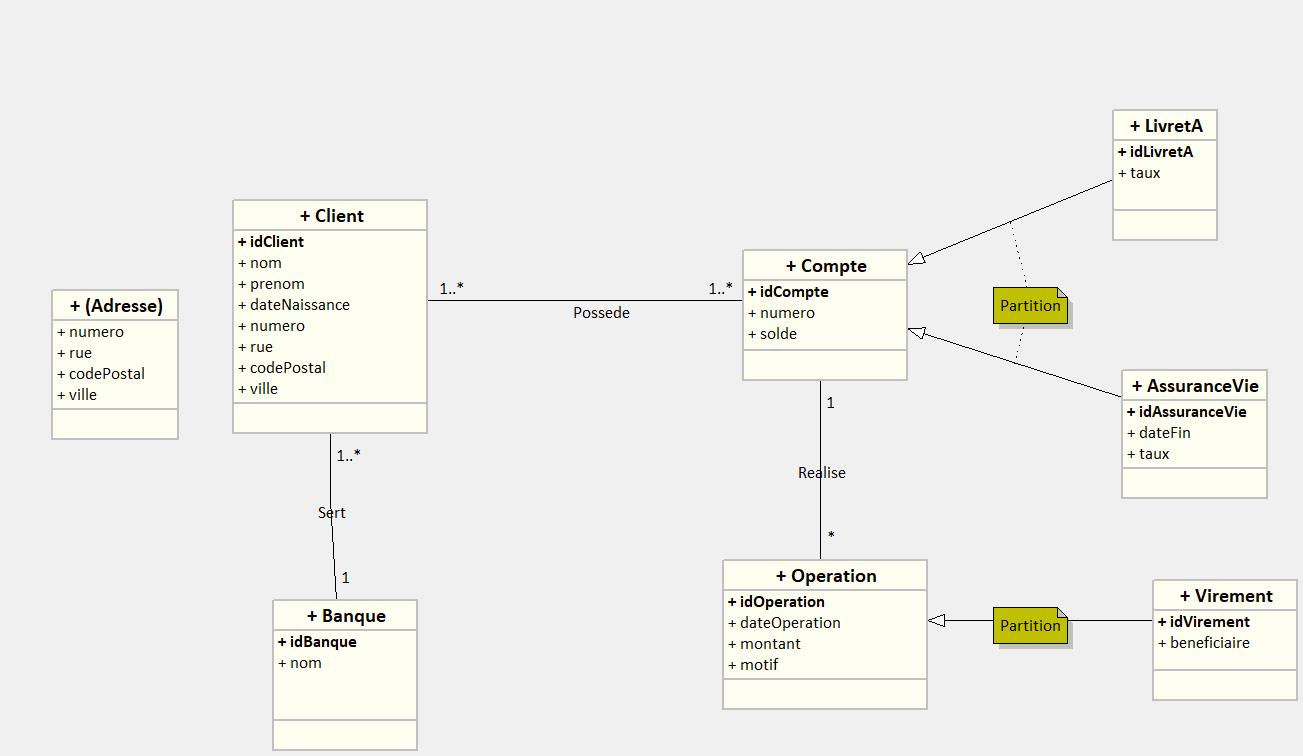 + LivretA
+ idLivretA
+ taux
+ Client
+ idClient
+ nom
+ prenom
+ dateNaissance
+ numero
+ rue
+ codePostal
+ ville
+ (Adresse)
+ numero
+ rue
+ codePostal
+ ville
1..*
1..*
Possede
+ Compte
+ idCompte
+ numero
+ solde
Partition
+ AssuranceVie
+ idAssuranceVie
+ dateFin
+ taux
1..*
Sert
1
1
Realise
*
+ Banque
+ idBanque
+ nom
+ Operation
+ idOperation
+ dateOperation
+ montant
+ motif
Partition
+ Virement
+ idVirement
+ beneficiaire